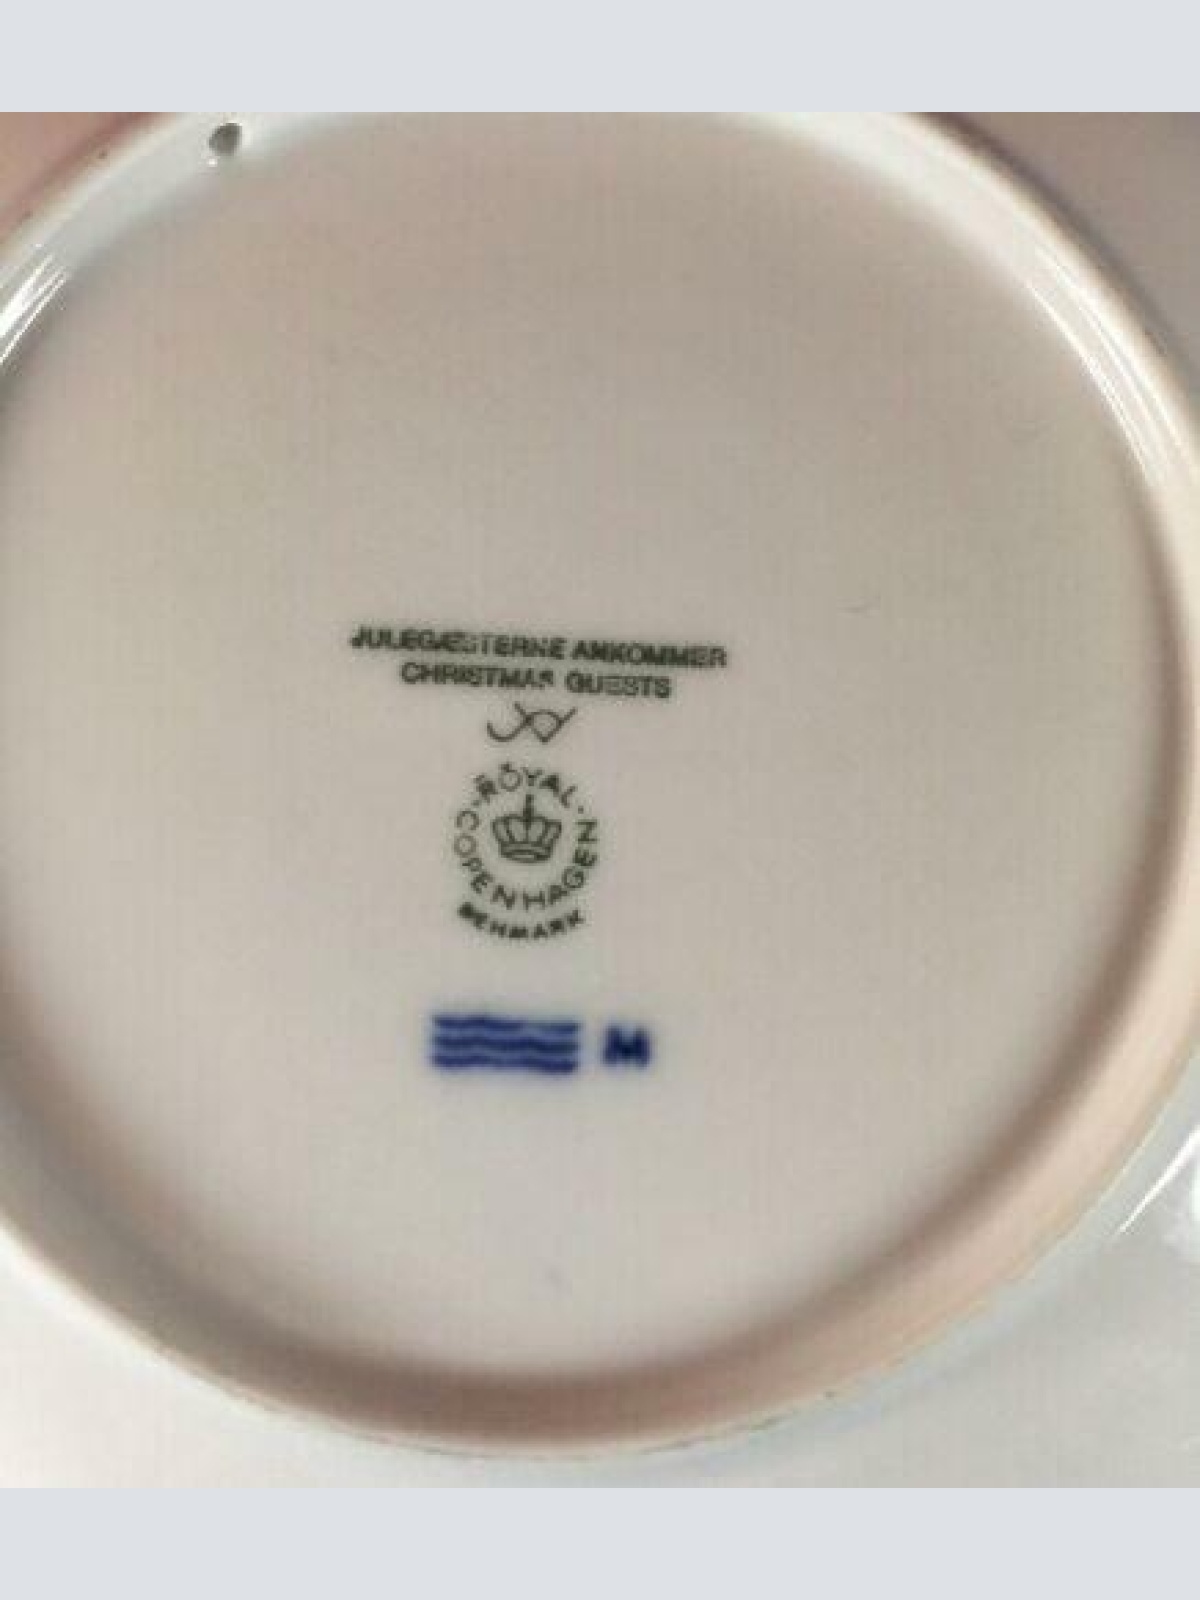 JULEGÆSTERNE ANKOMMER
CHRISTMAS GUESTS
ROYAL
COPENHAGEN
DENMARK
M